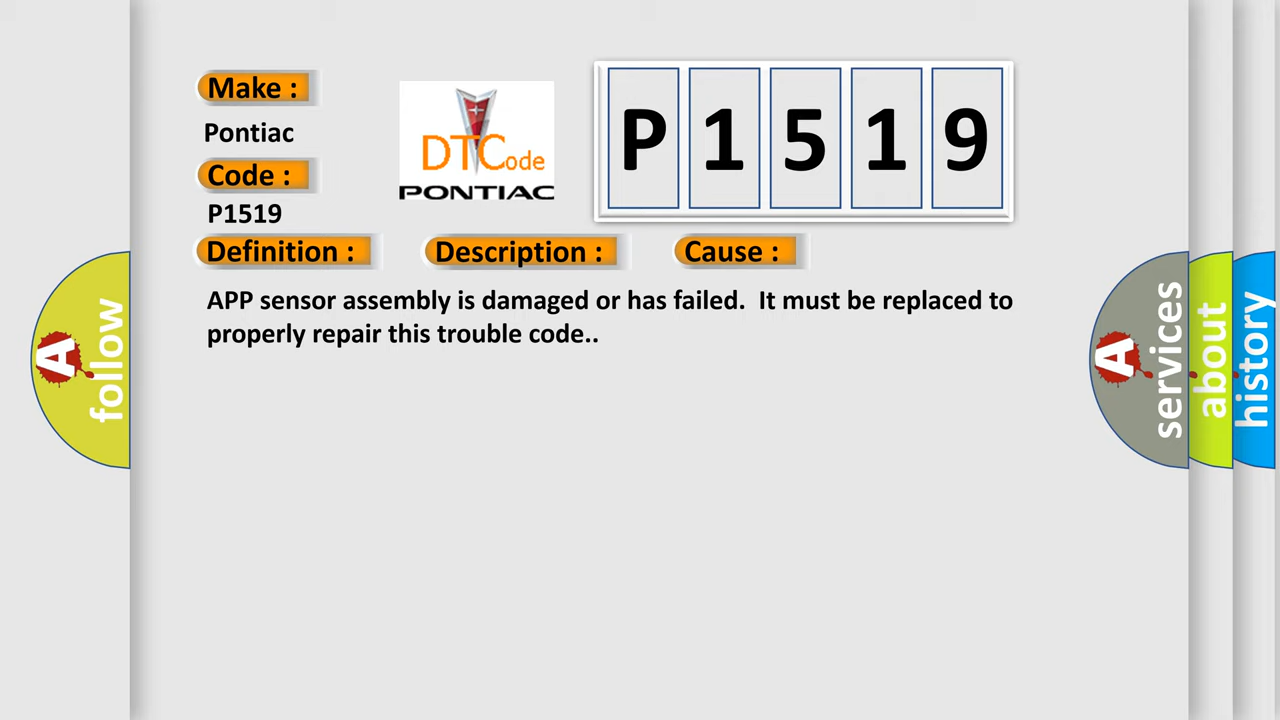 Make :
Pontiac
Code :
P1519
DTCode
PONTIAC
P 1 5 1 9
Definition : Description : Cause :
APP sensor assembly is damaged or has failed. It must be replaced to
properly repair this trouble code..
A follow
A services
about
history